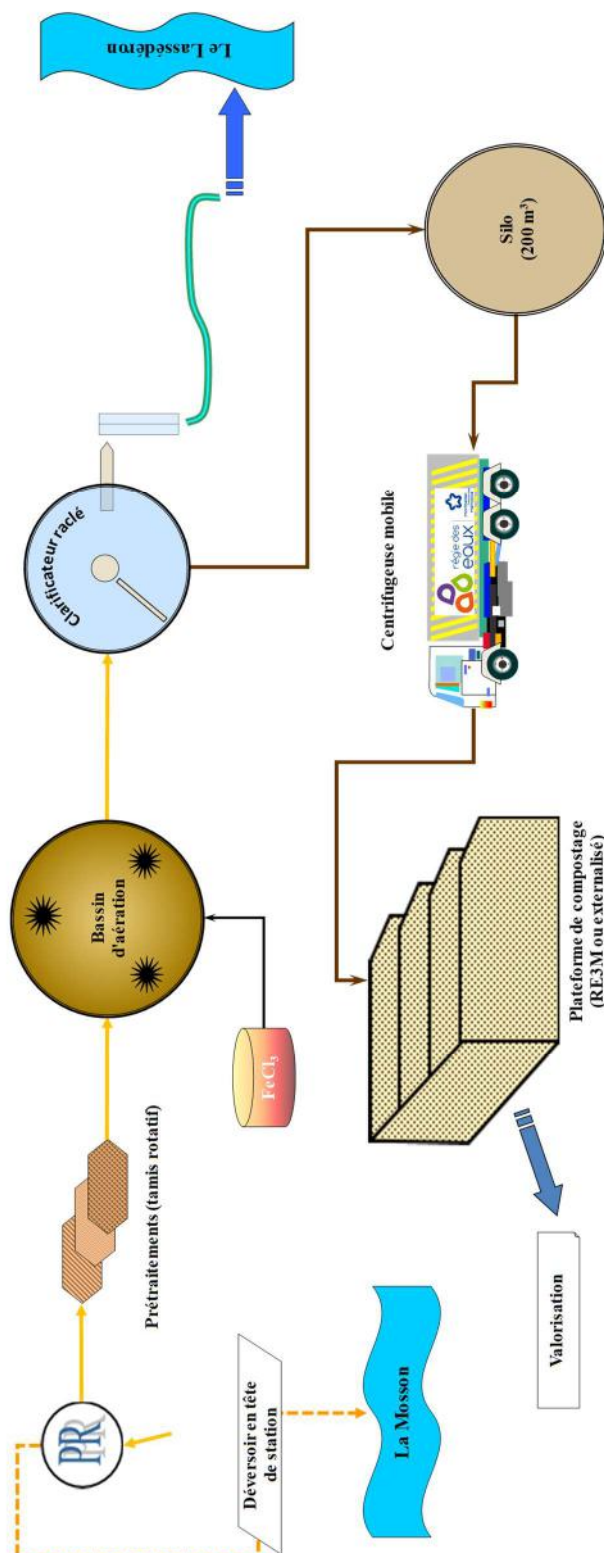 PR
Prétraitements (tamis rotatif)
Bassin
d'aération
FeCl₃
Clarificateur raclé
Le Lassédéron
Déversoir en tête
de station
La Mosson
Silo
(200 m³)
Centrifugeuse mobile
régie des
eaux
Plateforme de compostage
(RE3M ou externalisé)
Valorisation